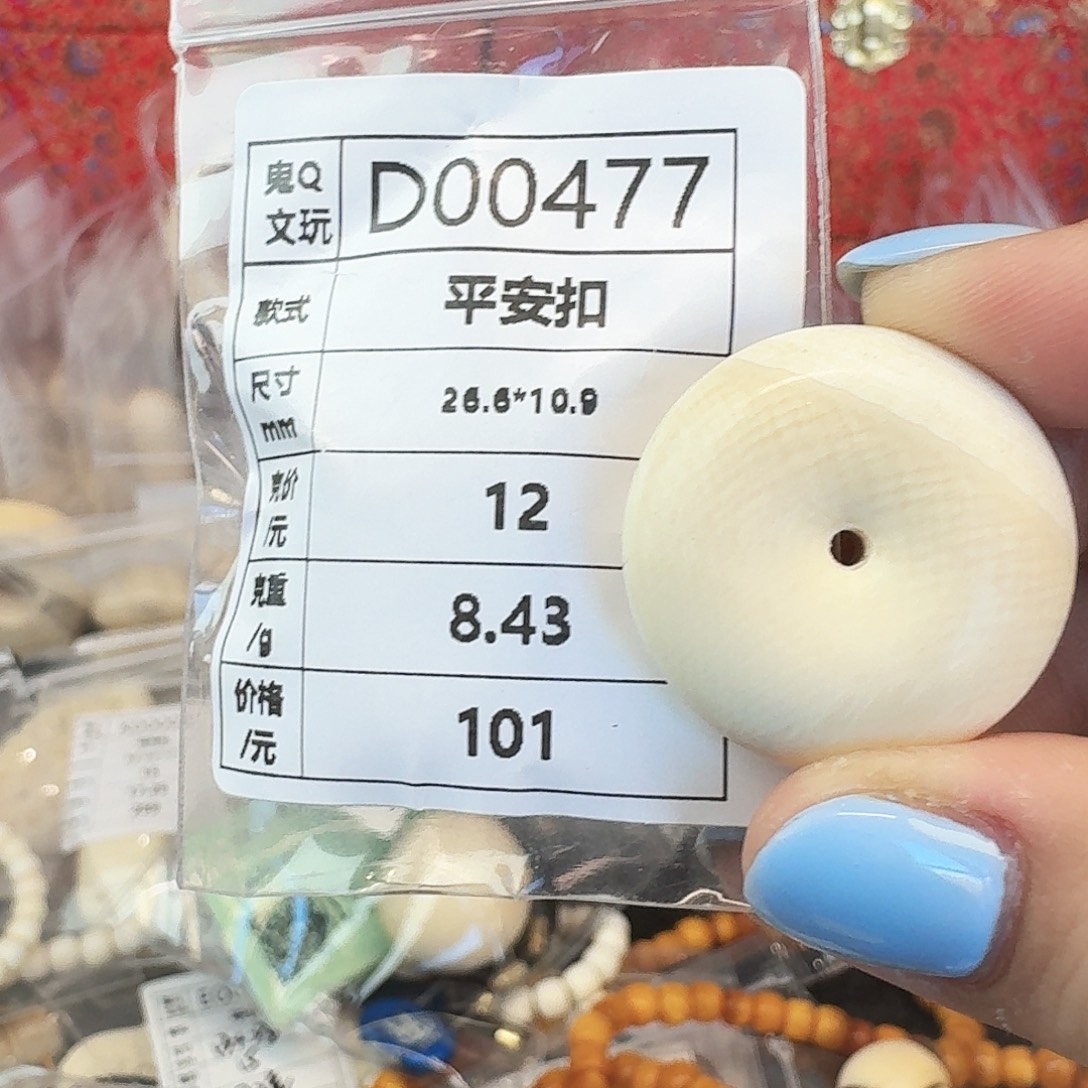 鬼Q
文玩
D00477
款式
平安扣
尺寸
mm
26.6*10.9
克价
/元
12
克重
/g
8.43
价格
/元
101